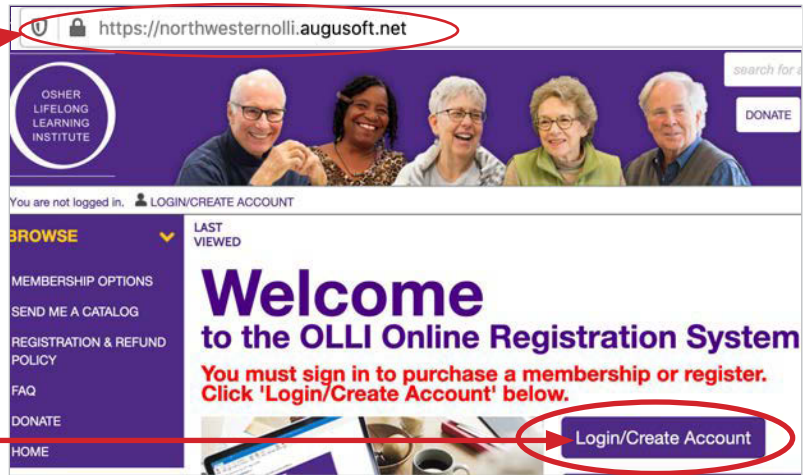 https://northwesternolli.augusoft.net
OSHER
LIFELONG
LEARNING
INSTITUTE
search for a
DONATE
You are not logged in. LOGIN/CREATE ACCOUNT
BROWSE
MEMBERSHIP OPTIONS
SEND ME A CATALOG
REGISTRATION & REFUND
POLICY
FAQ
DONATE
HOME
LAST
VIEWED
Welcome
to the OLLI Online Registration System
You must sign in to purchase a membership or register.
Click 'Login/Create Account' below.
Login/Create Account